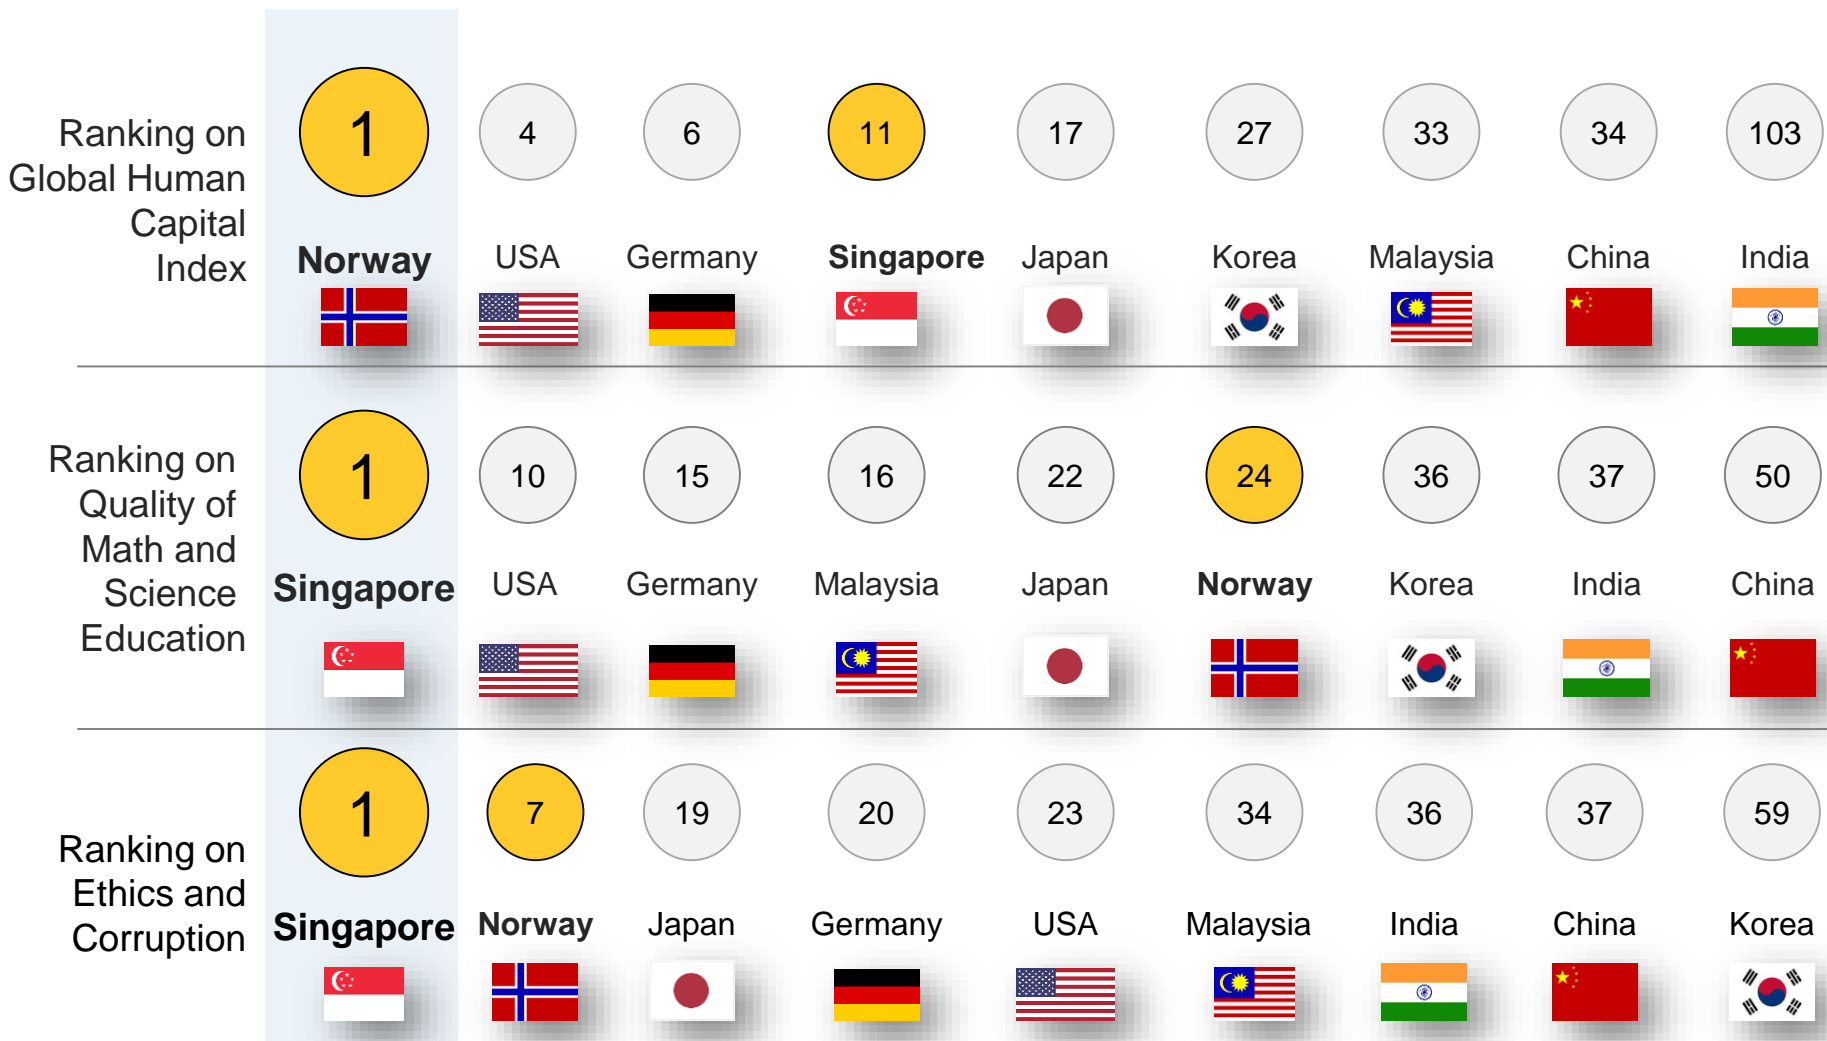 Ranking on
Global Human
Capital
Index
1 4 6 11 17 27 33 34 103
Norway USA Germany Singapore Japan Korea Malaysia China India
Ranking on
Quality of
Math and
Science
Education
1 10 15 16 22 24 36 37 50
Singapore USA Germany Malaysia Japan Norway Korea India China
Ranking on
Ethics and
Corruption
1 7 19 20 23 34 36 37 59
Singapore Norway Japan Germany USA Malaysia India China Korea